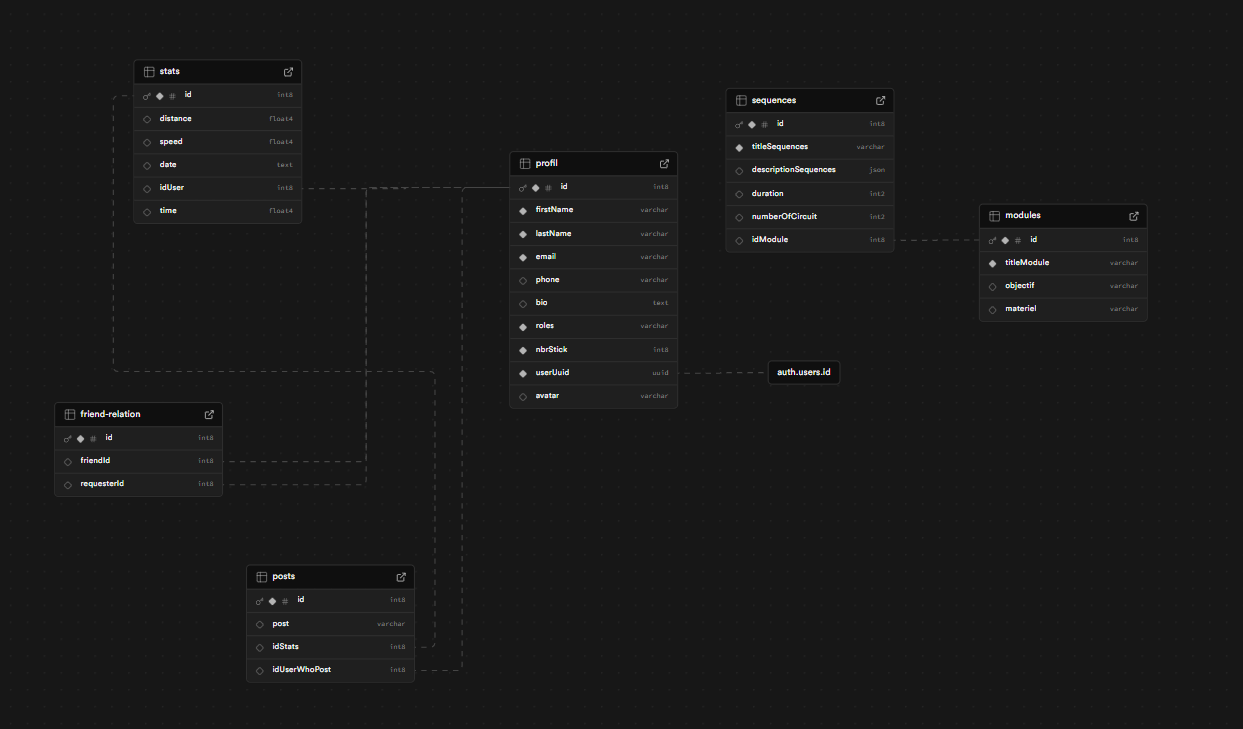 stats
id int8
distance float4
speed float4
date text
idUser int8
time float4
profil
id int8
firstName varchar
lastName varchar
email varchar
phone varchar
bio text
roles varchar
nbrStick int8
userUuid uuid
avatar varchar
sequences
# id int8
titleSequences varchar
descriptionSequences json
duration int2
numberOfCircuit int2
idModule int8
modules
id int8
titleModule varchar
objectif varchar
materiel varchar
auth.users.id
friend-relation
id int8
friendId int8
requesterId int8
posts
id int8
post varchar
idStats int8
idUserWhoPost int8